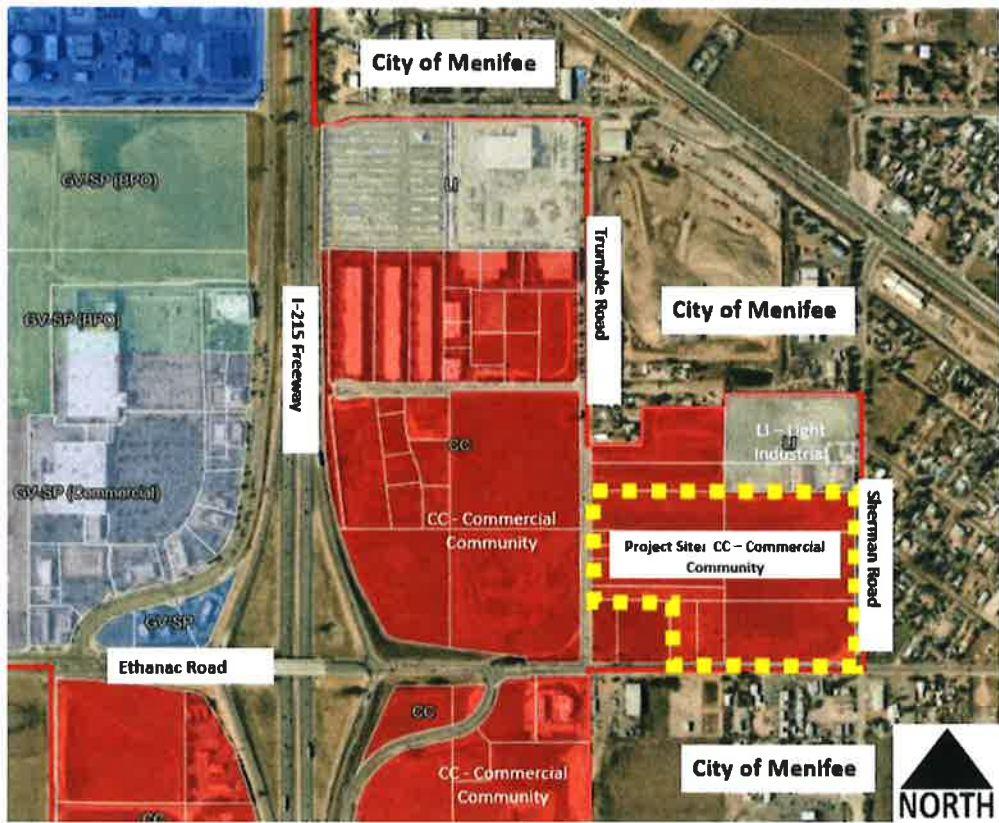 City of Menifee
GV-SP (BPO)
LI
Trumble Road
I-215 Freeway
City of Menifee
GV-SP (BPO)
CC
LI – Light
Industrial
LI
GV-SP (Commercial)
CC - Commercial
Community
Sherman Road
Project Site: CC – Commercial
Community
GV-SP
Ethanac Road
CC
CC - Commercial
Community
City of Menifee
CC
NORTH